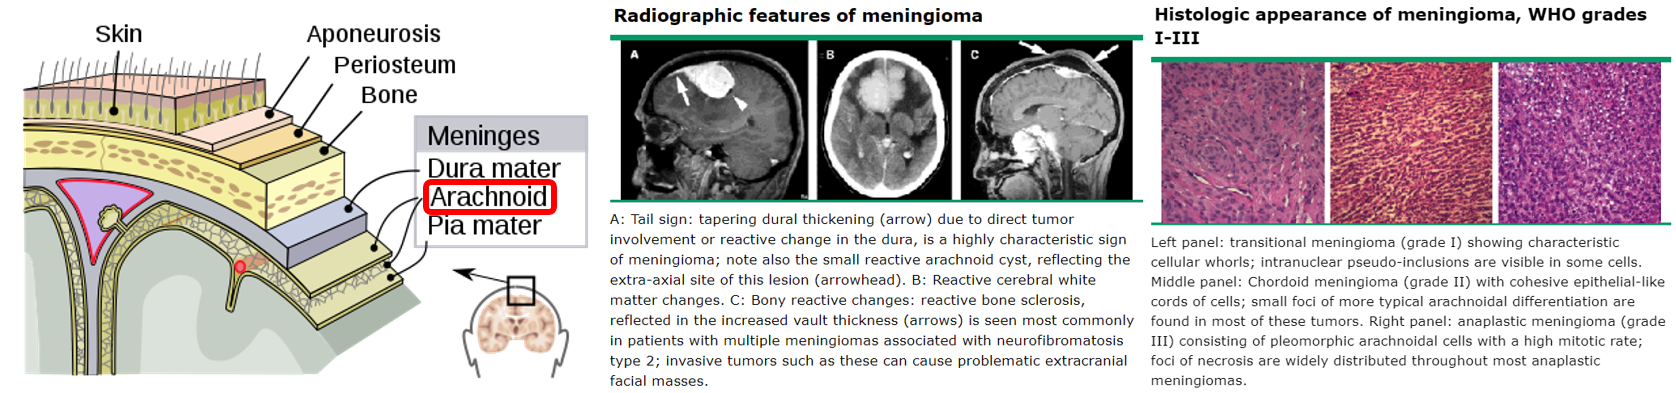 Skin
Aponeurosis
Periosteum
Bone
Meninges
Dura mater
Arachnoid
Pia mater
Radiographic features of meningioma
A
B
C
A: Tail sign: tapering dural thickening (arrow) due to direct tumor
involvement or reactive change in the dura, is a highly characteristic sign
of meningioma; note also the small reactive arachnoid cyst, reflecting the
extra-axial site of this lesion (arrowhead). B: Reactive cerebral white
matter changes. C: Bony reactive changes: reactive bone sclerosis,
reflected in the increased vault thickness (arrows) is seen most commonly
in patients with multiple meningiomas associated with neurofibromatosis
type 2; invasive tumors such as these can cause problematic extracranial
facial masses.
Histologic appearance of meningioma, WHO grades
I-III
Left panel: transitional meningioma (grade I) showing characteristic
cellular whorls; intranuclear pseudo-inclusions are visible in some cells.
Middle panel: Chordoid meningioma (grade II) with cohesive epithelial-like
cords of cells; small foci of more typical arachnoidal differentiation are
found in most of these tumors. Right panel: anaplastic meningioma (grade
III) consisting of pleomorphic arachnoidal cells with a high mitotic rate;
foci of necrosis are widely distributed throughout most anaplastic
meningiomas.